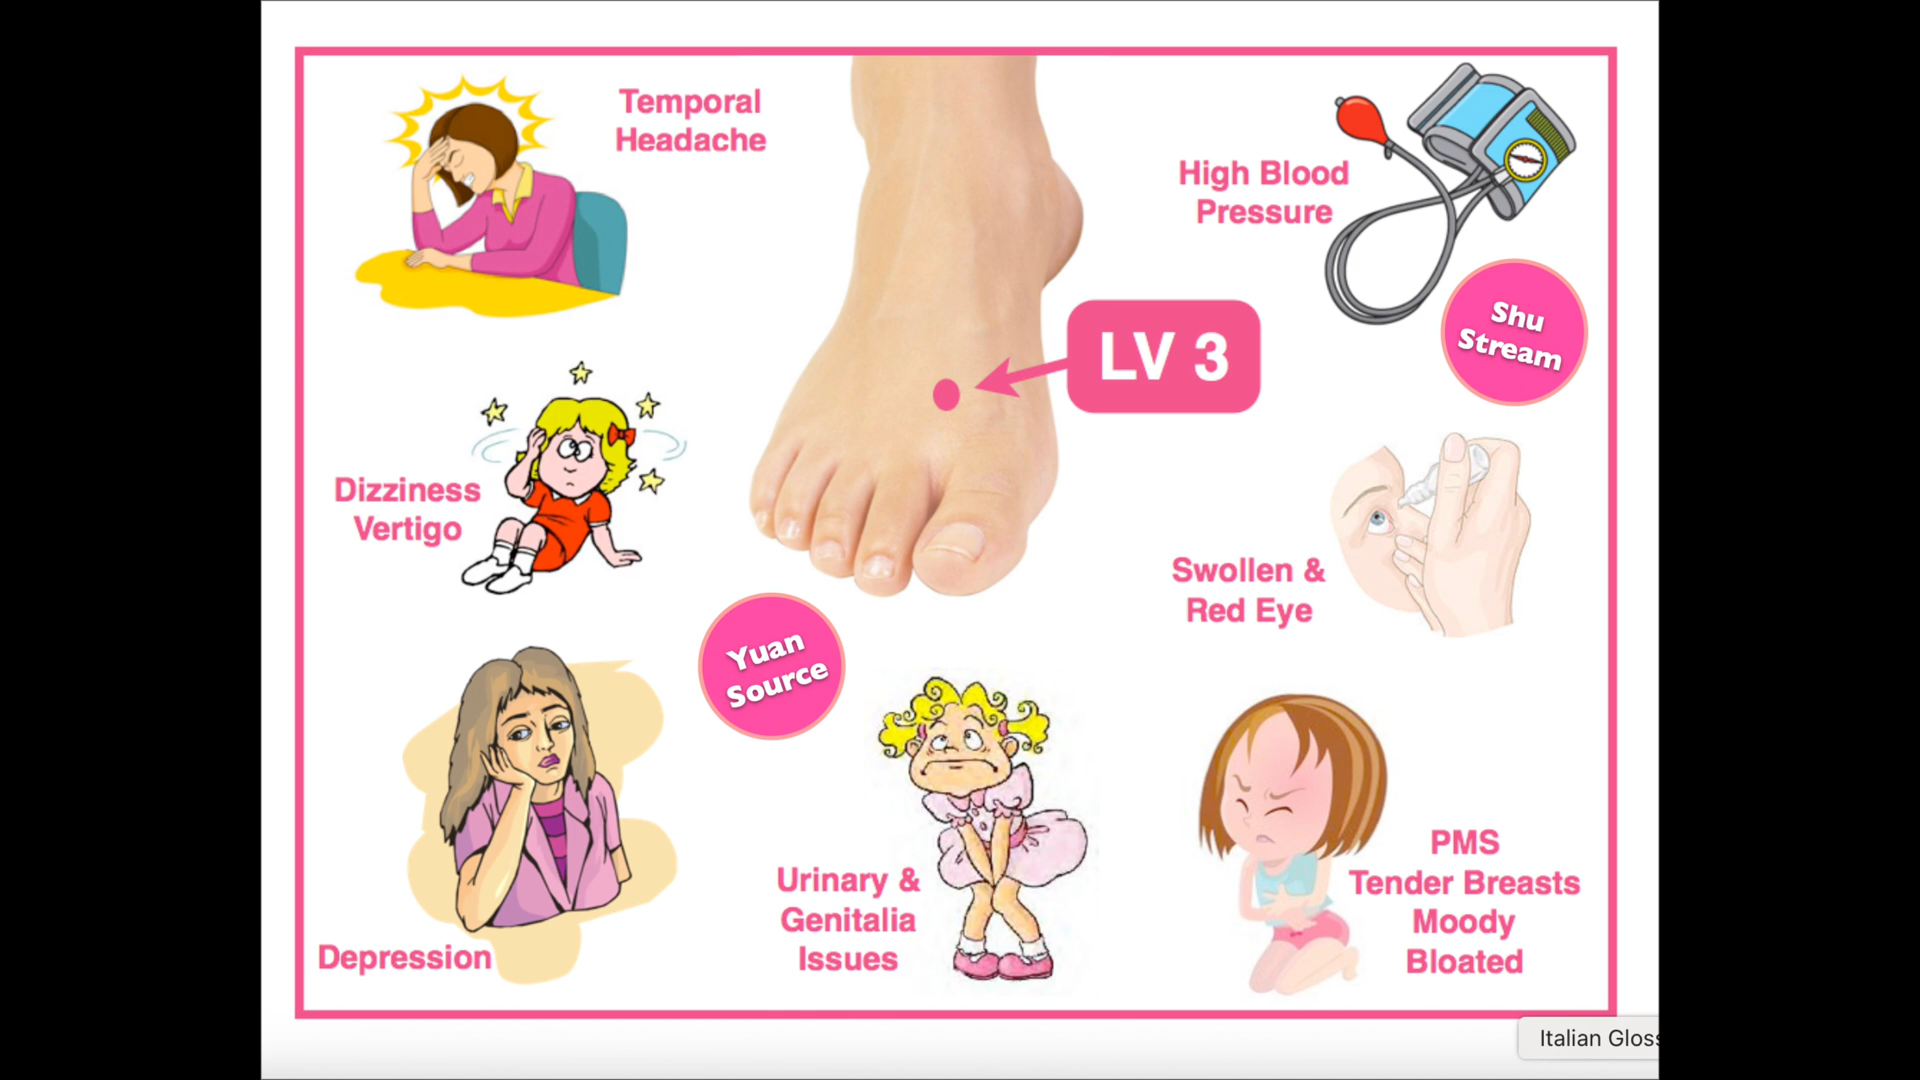 Temporal
Headache
High Blood
Pressure
Shu
Stream
LV 3
Dizziness
Vertigo
Swollen &
Red Eye
Yuan
Source
Depression
Urinary &
Genitalia
Issues
PMS
Tender Breasts
Moody
Bloated
Italian